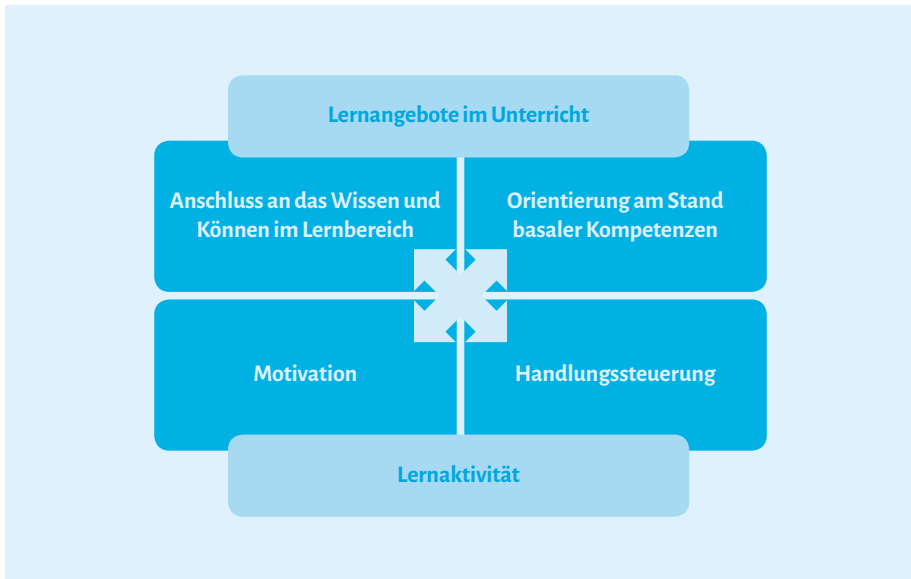 Lernangebote im Unterricht
Anschluss an das Wissen und
Können im Lernbereich
Orientierung am Stand
basaler Kompetenzen
Motivation
Handlungssteuerung
Lernaktivität